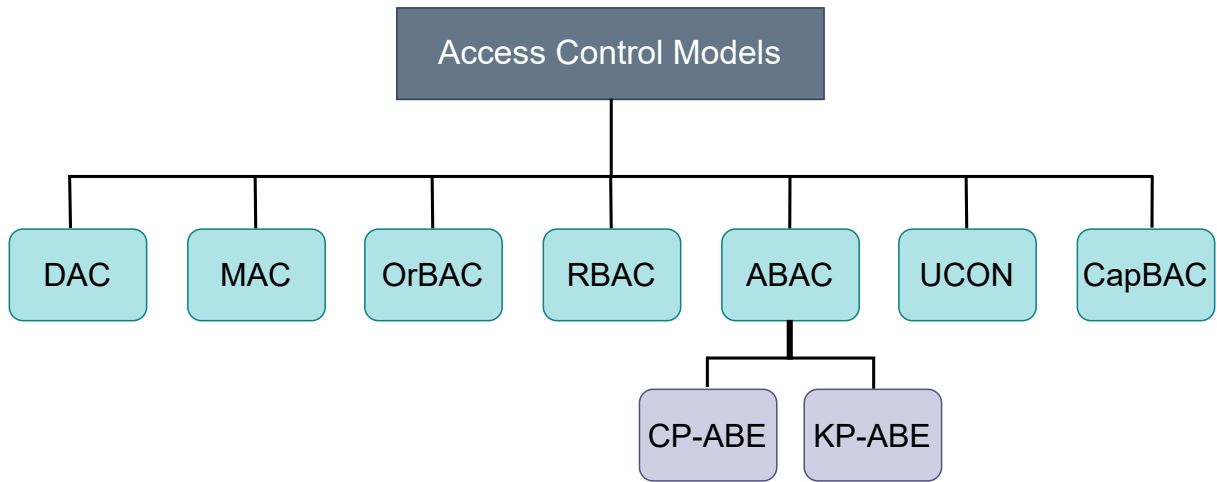 Access Control Models
DAC
MAC
OrBAC
RBAC
ABAC
UCON
CapBAC
CP-ABE
KP-ABE